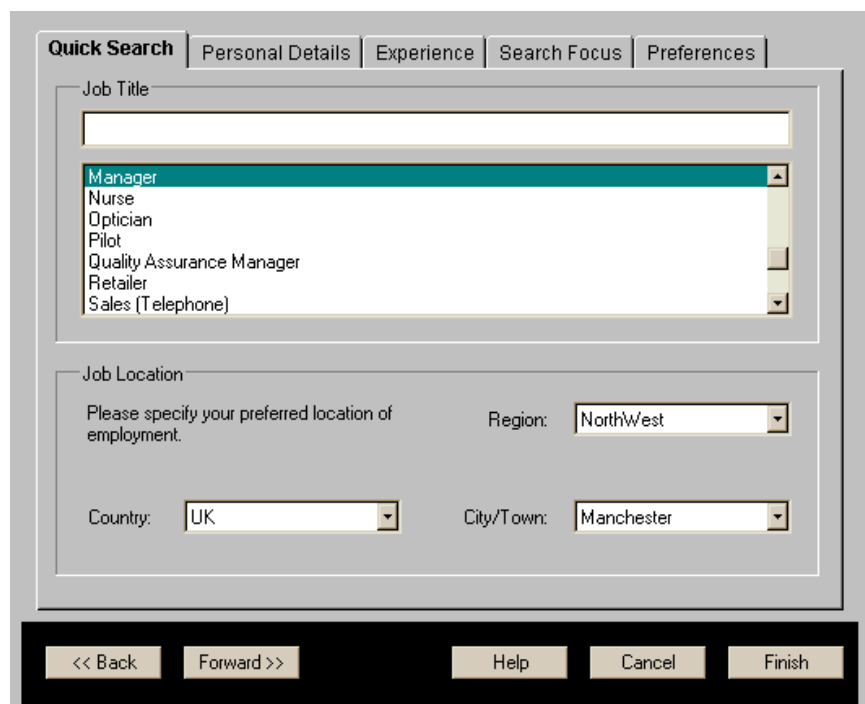 Quick Search Personal Details Experience Search Focus Preferences
Job Title
Manager
Nurse
Optician
Pilot
Quality Assurance Manager
Retailer
Sales (Telephone)
Job Location
Please specify your preferred location of
employment.
Region: NorthWest
Country: UK City/Town: Manchester
<< Back Forward >> Help Cancel Finish